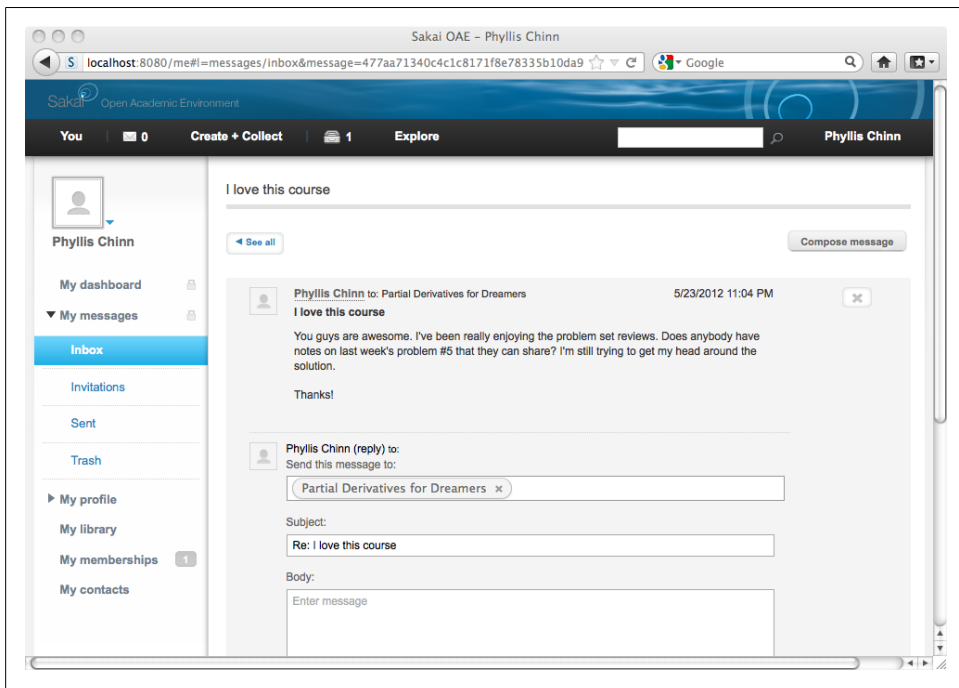 Sakai OAE – Phyllis Chinn
S localhost:8080/me#l=messages/inbox&message=477aa71340c4c1c8171f8e78335b10da9
Google
Sakai Open Academic Environment
You 0 Create + Collect 1 Explore Phyllis Chinn
I love this course
Phyllis Chinn
See all
Compose message
My dashboard
My messages
Inbox
Invitations
Sent
Trash
My profile
My library
My memberships 1
My contacts
Phyllis Chinn to: Partial Derivatives for Dreamers 5/23/2012 11:04 PM
I love this course
You guys are awesome. I've been really enjoying the problem set reviews. Does anybody have
notes on last week's problem #5 that they can share? I'm still trying to get my head around the
solution.
Thanks!
Phyllis Chinn (reply) to:
Send this message to:
Partial Derivatives for Dreamers ×
Subject:
Re: I love this course
Body:
Enter message